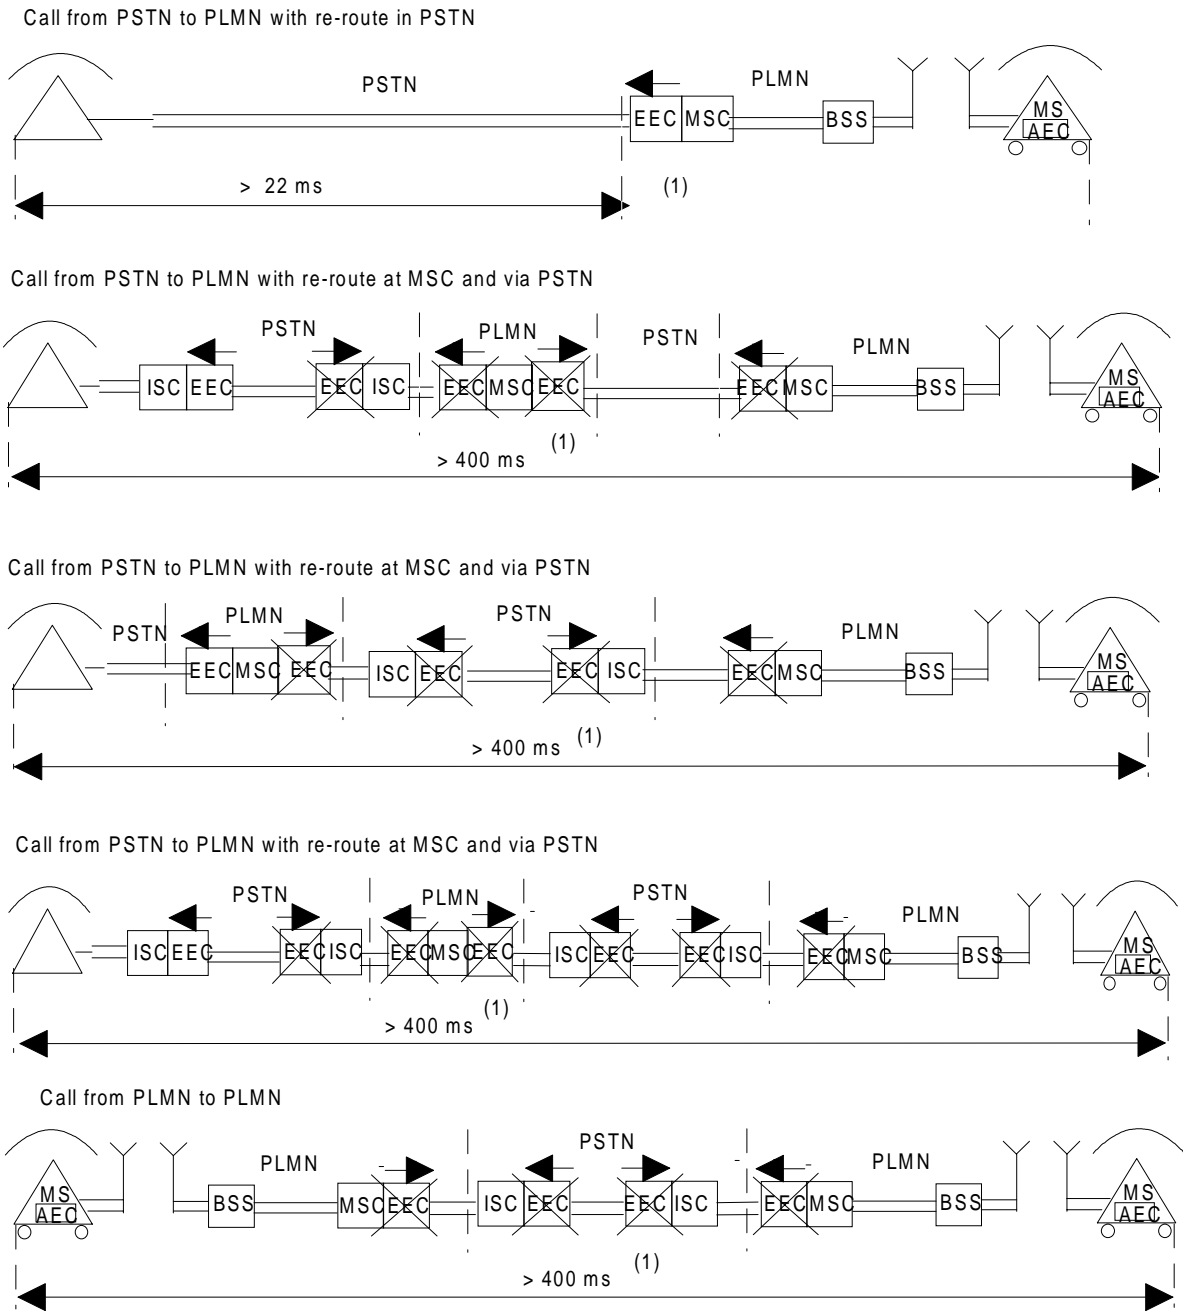 Call from PSTN to PLMN with re-route in PSTN
PSTN PLMN
EEC MSC BSS MS
AEC
> 22 ms (1)
Call from PSTN to PLMN with re-route at MSC and via PSTN
PSTN PLMN PSTN PLMN
ISC EEC EEC ISC EEC MSC EEC EEC MSC BSS MS
AEC
(1)
> 400 ms
Call from PSTN to PLMN with re-route at MSC and via PSTN
PSTN PLMN PSTN PLMN
EEC MSC EEC ISC EEC EEC ISC EEC MSC BSS MS
AEC
> 400 ms (1)
Call from PSTN to PLMN with re-route at MSC and via PSTN
PSTN PLMN PSTN PLMN
ISC EEC EEC ISC EEC MSC EEC ISC EEC EEC ISC EEC MSC BSS MS
AEC
(1)
> 400 ms
Call from PLMN to PLMN
PLMN PSTN PLMN
MS BSS MSC EEC ISC EEC EEC ISC EEC MSC BSS MS
AEC AEC
(1)
> 400 ms